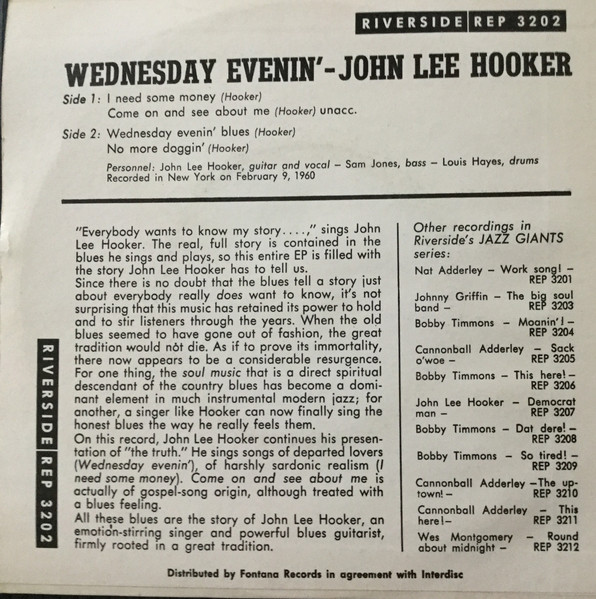 RIVERSIDE REP 3202
WEDNESDAY EVENIN'-JOHN LEE HOOKER
Side 1: I need some money (Hooker)
Come on and see about me (Hooker) unacc.
Side 2: Wednesday evenin' blues (Hooker)
No more doggin' (Hooker)
Personnel: John Lee Hooker, guitar and vocal – Sam Jones, bass – Louis Hayes, drums
Recorded in New York on February 9, 1960
"Everybody wants to know my story....," sings John
Lee Hooker. The real, full story is contained in the
blues he sings and plays, so this entire EP is filled with
the story John Lee Hooker has to tell us.
Since there is no doubt that the blues tell a story just
about everybody really does want to know, it's not
surprising that this music has retained its power to hold
and to stir listeners through the years. When the old
blues seemed to have gone out of fashion, the great
tradition would not die. As if to prove its immortality,
there now appears to be a considerable resurgence.
For one thing, the soul music that is a direct spiritual
descendant of the country blues has become a domi-
nant element in much instrumental modern jazz; for
another, a singer like Hooker can now finally sing the
honest blues the way he really feels them.
On this record, John Lee Hooker continues his presen-
tation of "the truth." He sings songs of departed lovers
(Wednesday evenin'), of harshly sardonic realism (I
need some money). Come on and see about me is
actually of gospel-song origin, although treated with
a blues feeling.
All these blues are the story of John Lee Hooker, an
emotion-stirring singer and powerful blues guitarist,
firmly rooted in a great tradition.
Other recordings in
Riverside's JAZZ GIANTS
series:
Nat Adderley – Work song! –
REP 3201
Johnny Griffin – The big soul
band – REP 3203
Bobby Timmons – Moanin'! –
REP 3204
Cannonball Adderley – Sack
o'woe – REP 3205
Bobby Timmons – This here! –
REP 3206
John Lee Hooker – Democrat
man – REP 3207
Bobby Timmons – Dat dere! –
REP 3208
Bobby Timmons – So tired! –
REP 3209
Cannonball Adderley –The up-
town! – REP 3210
Cannonball Adderley – This
here! – REP 3211
Wes Montgomery – Round
about midnight – REP 3212
RIVERSIDE REP 3202
Distributed by Fontana Records in agreement with Interdisc